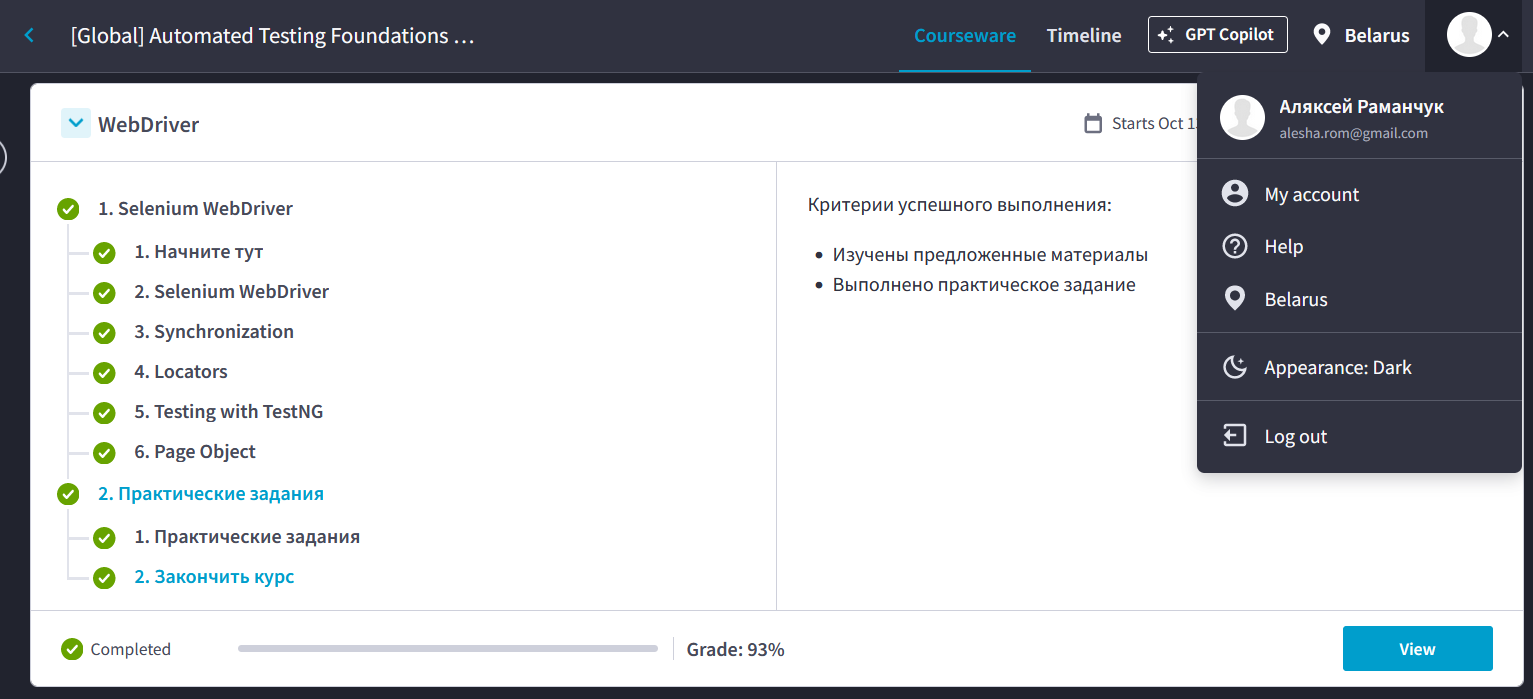 [Global] Automated Testing Foundations ...
Courseware
Timeline
GPT Copilot
Belarus
WebDriver
Starts Oct 1
Аляксей Раманчук
alesha.rom@gmail.com
My account
Help
Belarus
Appearance: Dark
Log out
1. Selenium WebDriver
1. Начните тут
2. Selenium WebDriver
3. Synchronization
4. Locators
5. Testing with TestNG
6. Page Object
2. Практические задания
1. Практические задания
2. Закончить курс
Критерии успешного выполнения:
Изучены предложенные материалы
Выполнено практическое задание
Completed
Grade: 93%
View